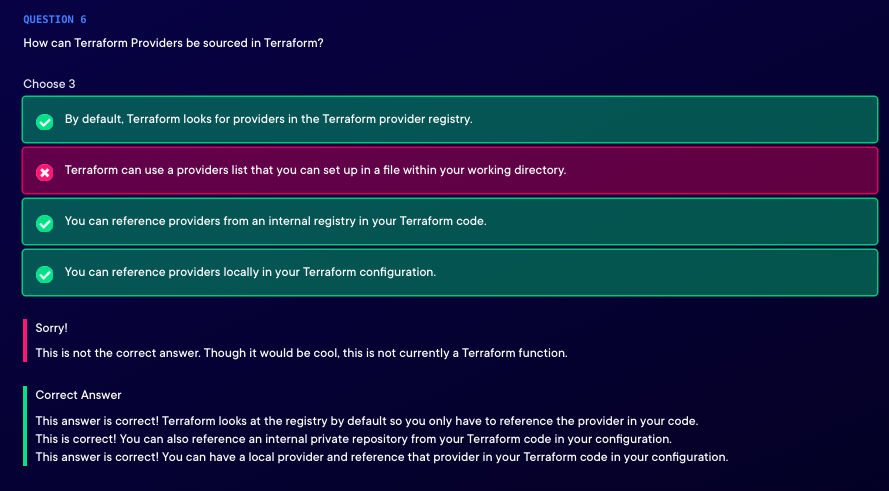 QUESTION 6
How can Terraform Providers be sourced in Terraform?
Choose 3
By default, Terraform looks for providers in the Terraform provider registry.
Terraform can use a providers list that you can set up in a file within your working directory.
You can reference providers from an internal registry in your Terraform code.
You can reference providers locally in your Terraform configuration.
Sorry!
This is not the correct answer. Though it would be cool, this is not currently a Terraform function.
Correct Answer
This answer is correct! Terraform looks at the registry by default so you only have to reference the provider in your code.
This is correct! You can also reference an internal private repository from your Terraform code in your configuration.
This answer is correct! You can have a local provider and reference that provider in your Terraform code in your configuration.